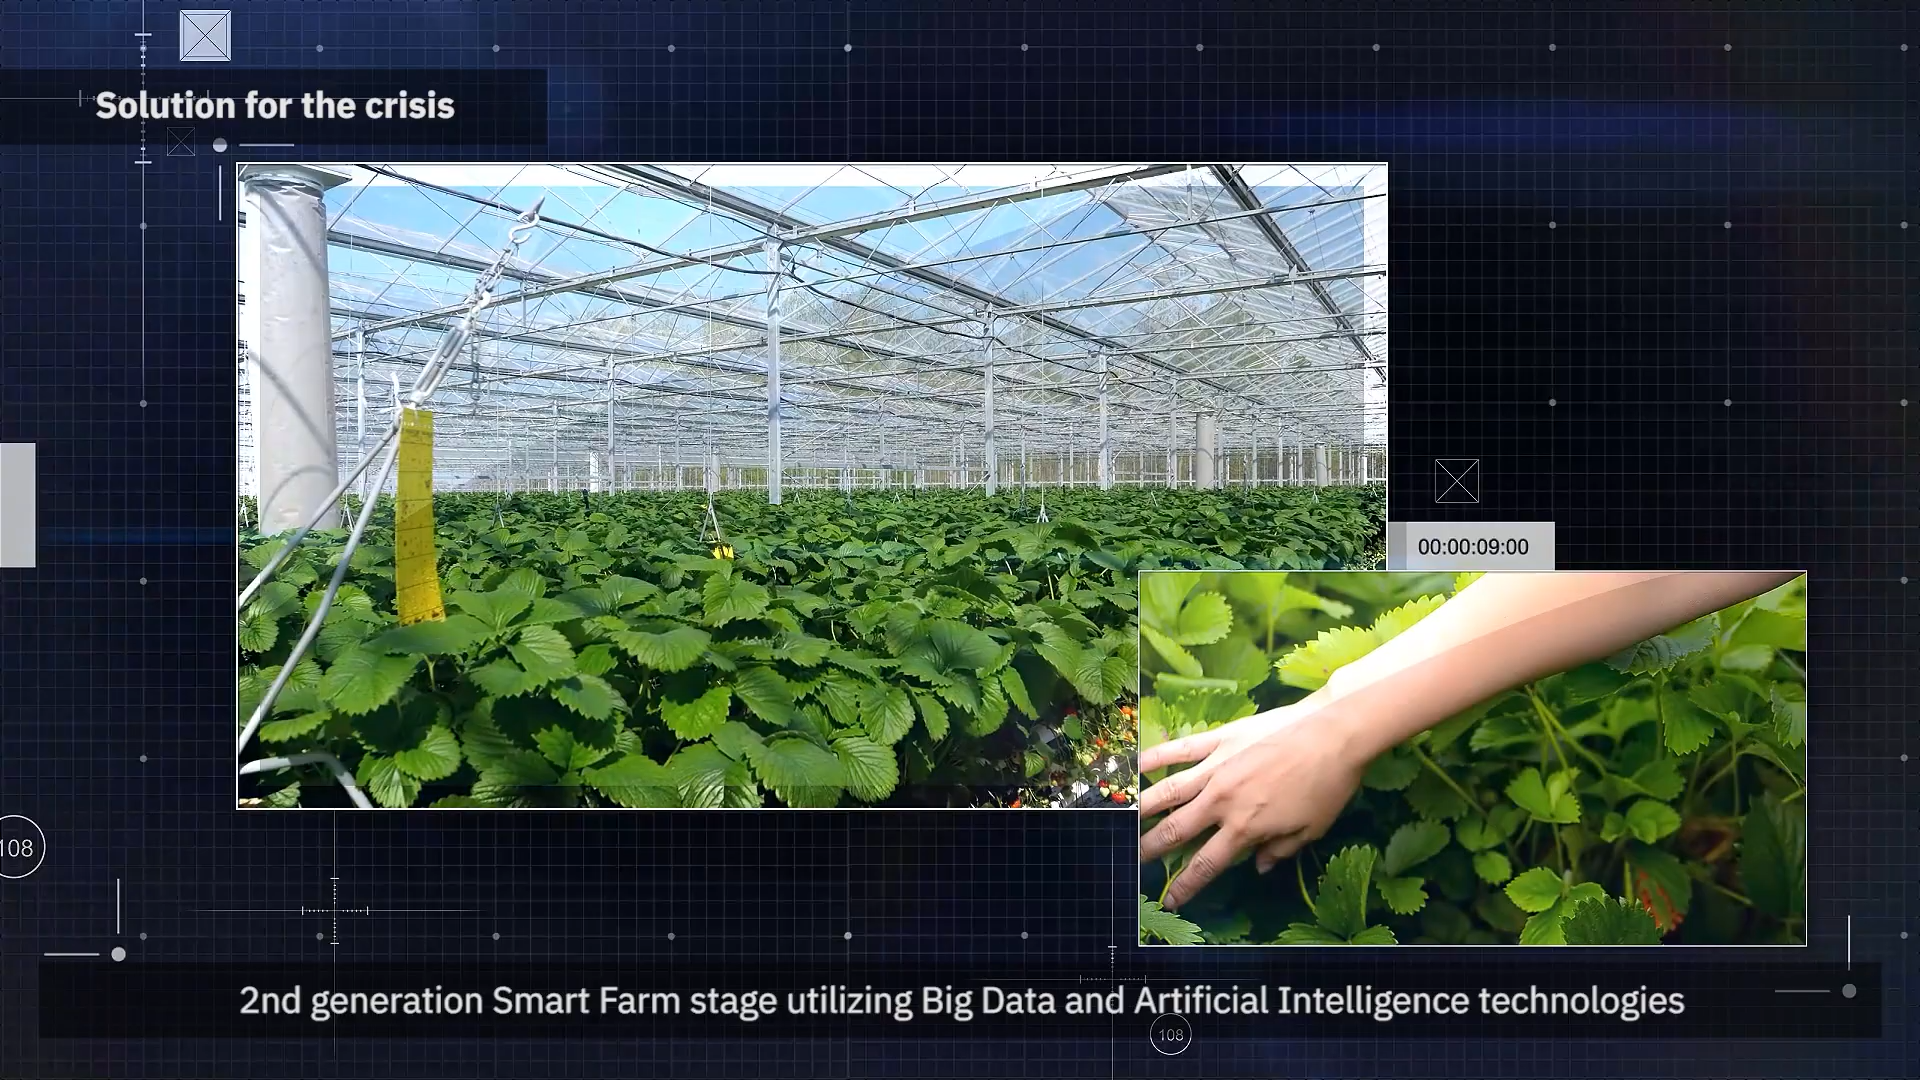 Solution for the crisis
00:00:09:00
108
2nd generation Smart Farm stage utilizing Big Data and Artificial Intelligence technologies
108